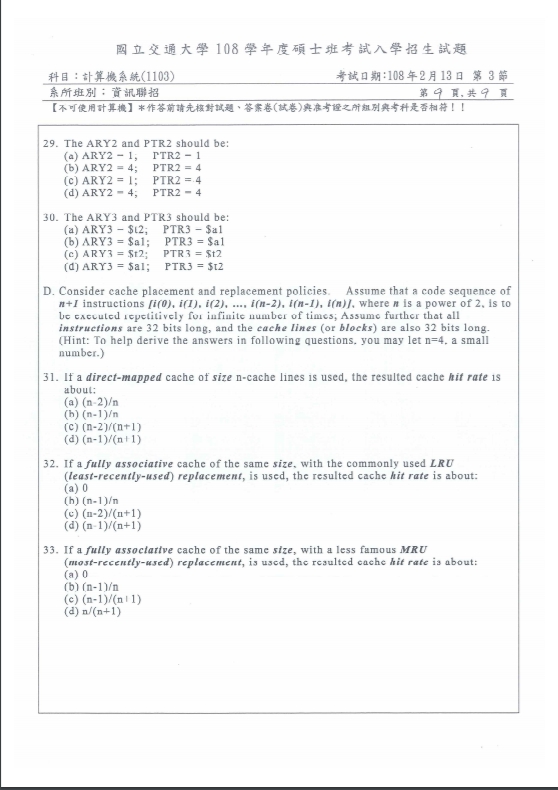 國立交通大學 108 學年度碩士班考試入學招生試題
科目：計算機系統(1103) 考試日期：108 年 2 月 13 日 第 3 節
系所班別：資訊聯招 第 9 頁,共 9 頁
【不可使用計算機】＊作答前請先核對試題、答案卷(試卷)與准考證之所組別與考科是否相符！！
29. The ARY2 and PTR2 should be:
(a) ARY2 = 1; PTR2 = 1
(b) ARY2 = 4; PTR2 = 4
(c) ARY2 = 1; PTR2 = 4
(d) ARY2 = 4; PTR2 = 4
30. The ARY3 and PTR3 should be:
(a) ARY3 = $t2; PTR3 = $a1
(b) ARY3 = $a1; PTR3 = $a1
(c) ARY3 = $t2; PTR3 = $t2
(d) ARY3 = $a1; PTR3 = $t2
D. Consider cache placement and replacement policies. Assume that a code sequence of
n+1 instructions [i(0), i(1), i(2), ..., i(n-2), i(n-1), i(n)], where n is a power of 2, is to
be executed repetitively for infinite number of times; Assume further that all
instructions are 32 bits long, and the cache lines (or blocks) are also 32 bits long.
(Hint: To help derive the answers in following questions, you may let n=4, a small
number.)
31. If a direct-mapped cache of size n-cache lines is used, the resulted cache hit rate is
about:
(a) (n-2)/n
(b) (n-1)/n
(c) (n-2)/(n+1)
(d) (n-1)/(n+1)
32. If a fully associative cache of the same size, with the commonly used LRU
(least-recently-used) replacement, is used, the resulted cache hit rate is about:
(a) 0
(b) (n-1)/n
(c) (n-2)/(n+1)
(d) (n-1)/(n+1)
33. If a fully associative cache of the same size, with a less famous MRU
(most-recently-used) replacement, is used, the resulted cache hit rate is about:
(a) 0
(b) (n-1)/n
(c) (n-1)/(n+1)
(d) n/(n+1)